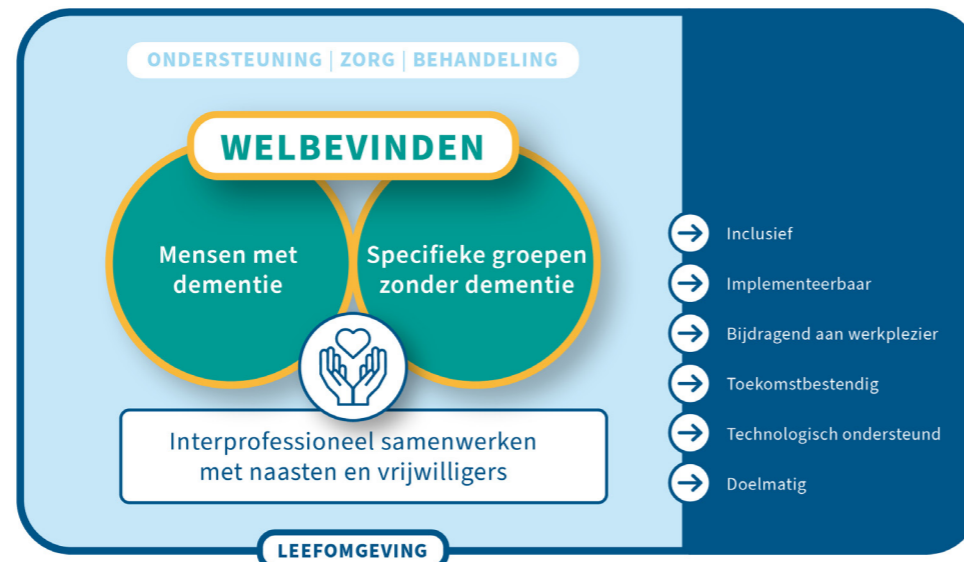 ONDERSTEUNING | ZORG | BEHANDELING
WELBEVINDEN
Mensen met
dementie
Specifieke groepen
zonder dementie
Interprofessioneel samenwerken
met naasten en vrijwilligers
LEEFOMGEVING
Inclusief
Implementeerbaar
Bijdragend aan werkplezier
Toekomstbestendig
Technologisch ondersteund
Doelmatig